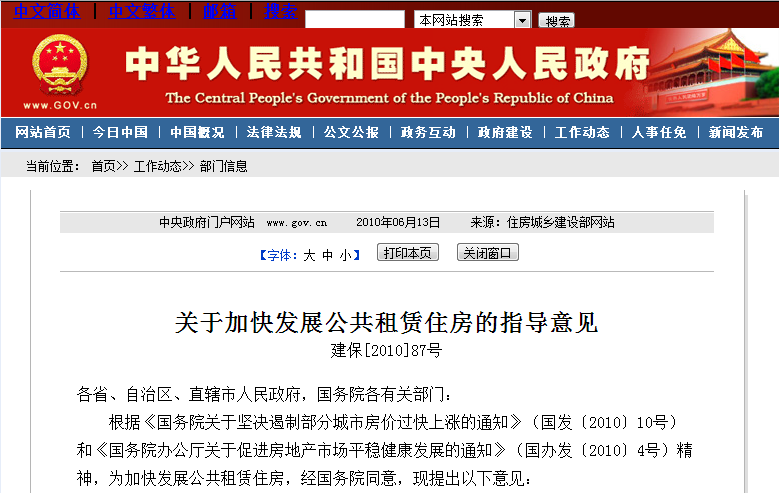 中文简体 | 中文繁体 | 邮箱 | 搜索 本网站搜索 搜索
中华人民共和国中央人民政府
www.GOV.cn The Central People's Government of the People's Republic of China
网站首页 | 今日中国 | 中国概况 | 法律法规 | 公文公报 | 政务互动 | 政府建设 | 工作动态 | 人事任免 | 新闻发布
当前位置: 首页>> 工作动态>> 部门信息
中央政府门户网站 www.gov.cn 2010年06月13日 来源：住房城乡建设部网站
【字体：大 中 小】 打印本页 关闭窗口
关于加快发展公共租赁住房的指导意见
建保[2010]87号
各省、自治区、直辖市人民政府，国务院各有关部门：
根据《国务院关于坚决遏制部分城市房价过快上涨的通知》（国发〔2010〕10号）
和《国务院办公厅关于促进房地产市场平稳健康发展的通知》（国办发〔2010〕4号）精
神，为加快发展公共租赁住房，经国务院同意，现提出以下意见：